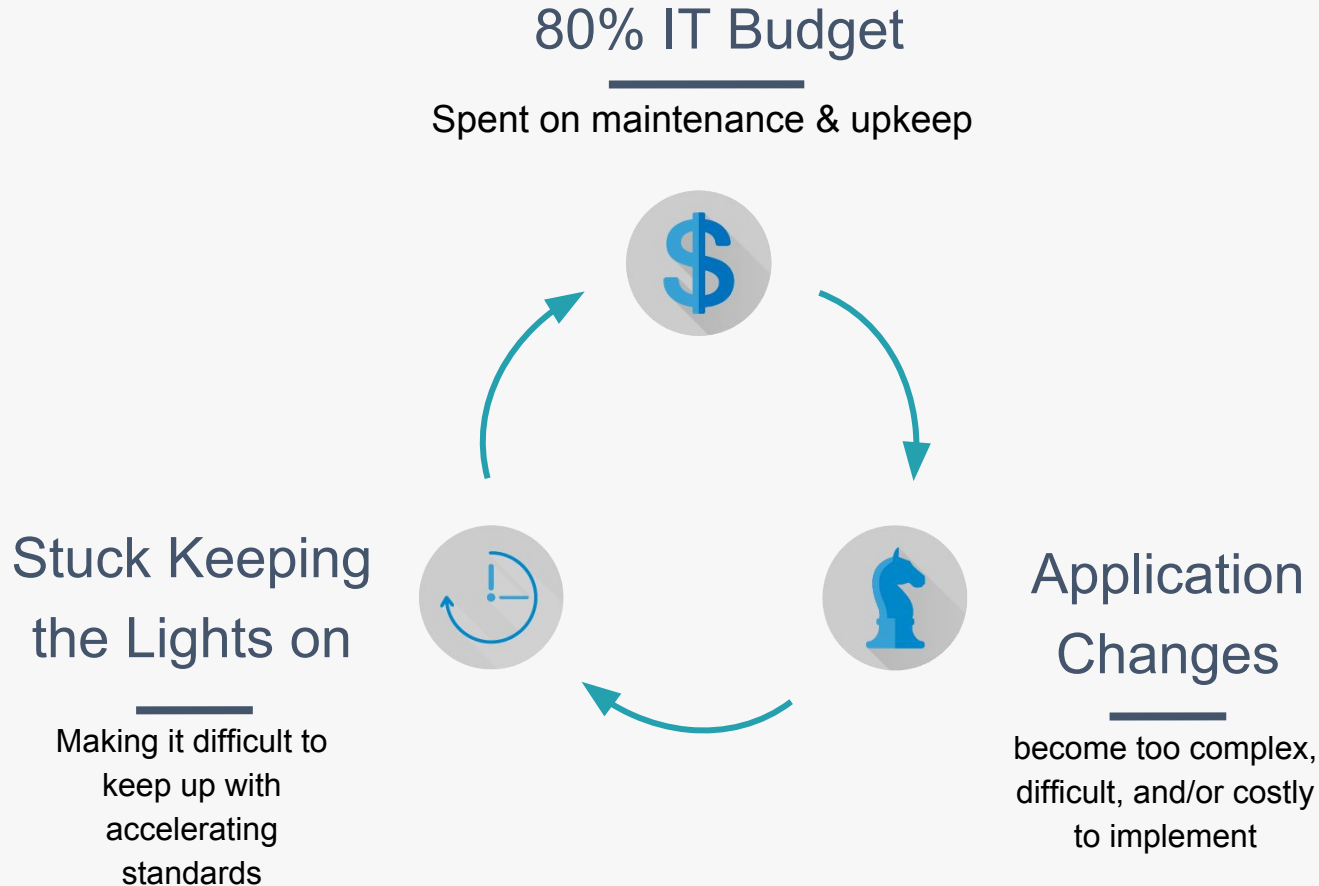 80% IT Budget
Spent on maintenance & upkeep
Stuck Keeping
the Lights on
Making it difficult to
keep up with
accelerating
standards
Application
Changes
become too complex,
difficult, and/or costly
to implement